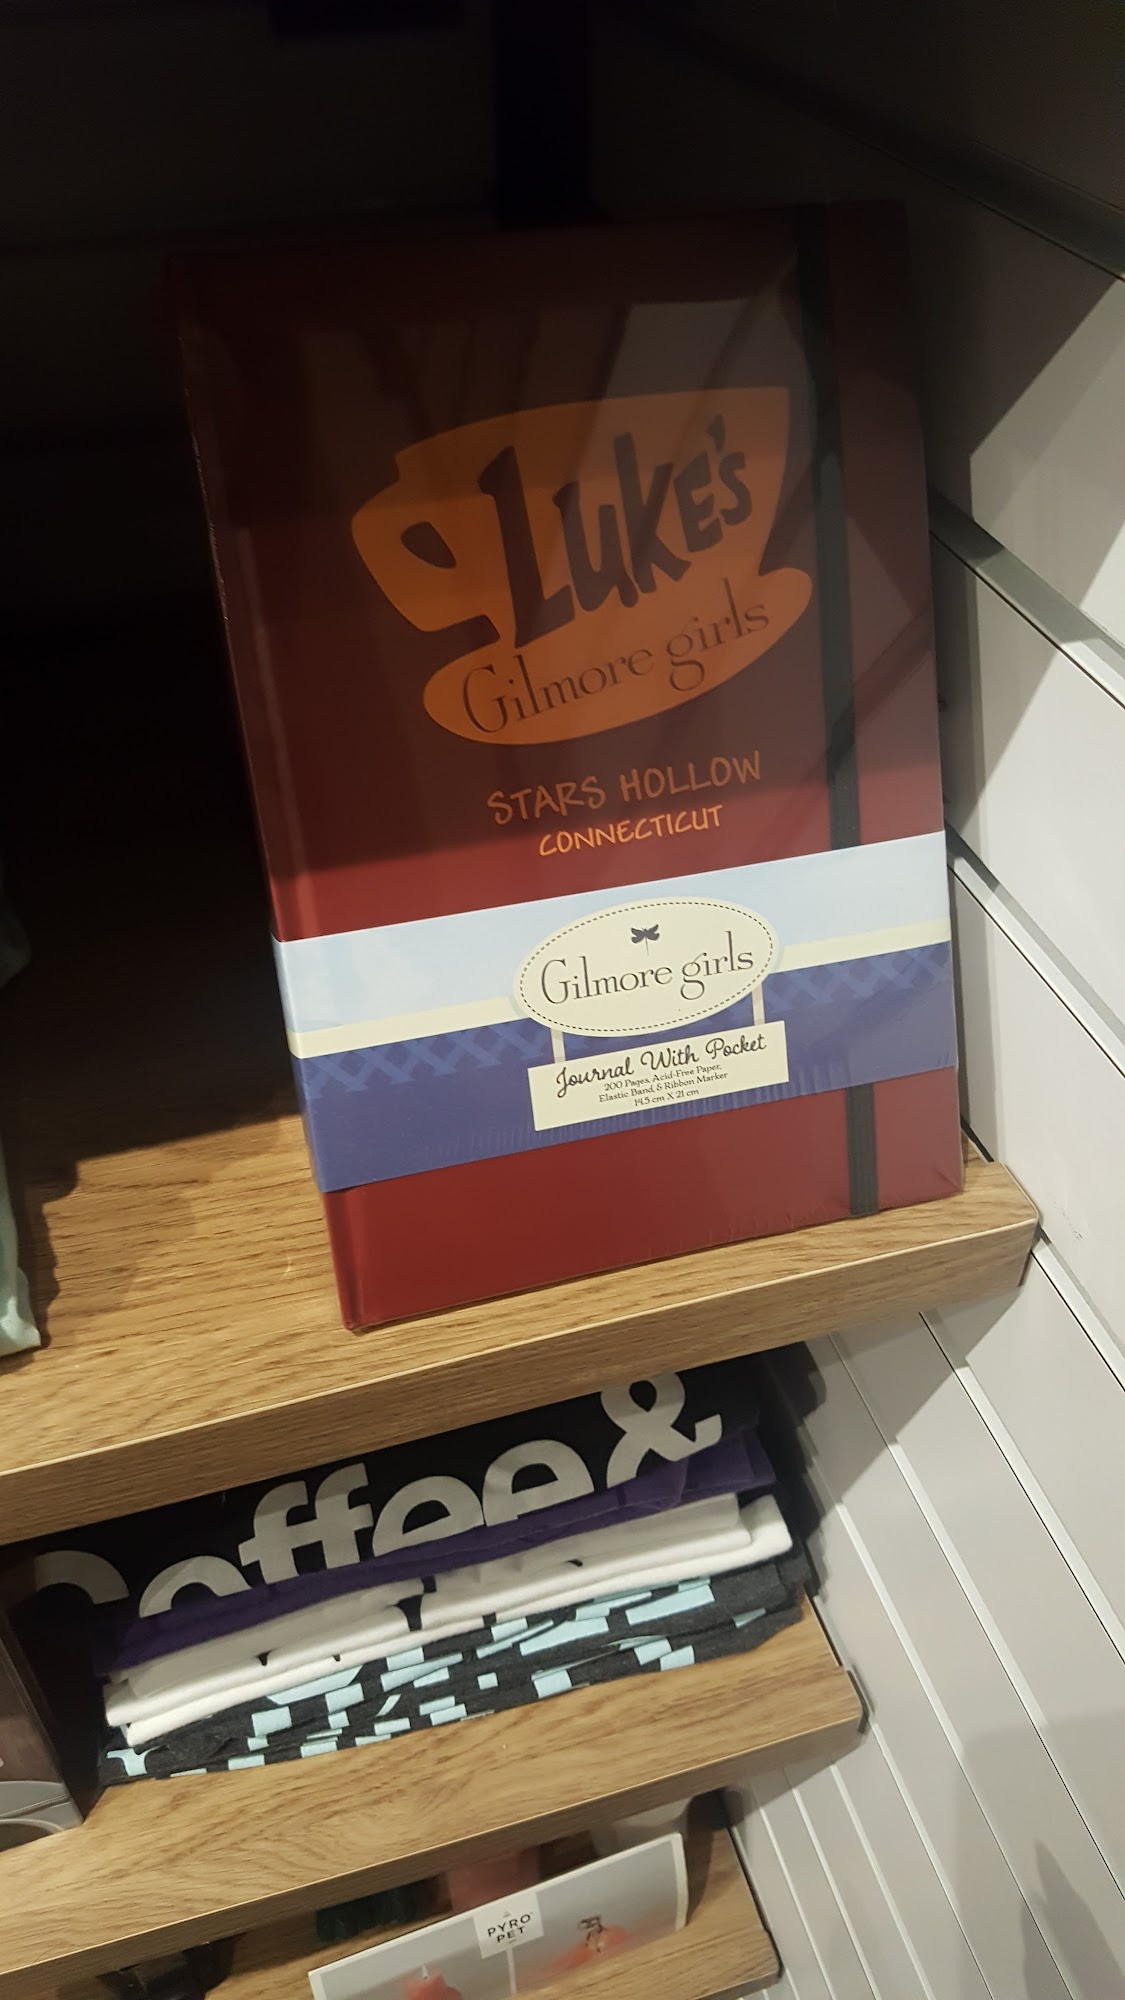 LUKE'S
Gilmore girls
STARS HOLLOW
CONNECTICUT
Gilmore girls
Journal With Pocket
200 Pages, Acid-Free Paper,
Elastic Band, & Ribbon Marker
14.5 cm X 21 cm
Coffee &
PYRO
PET